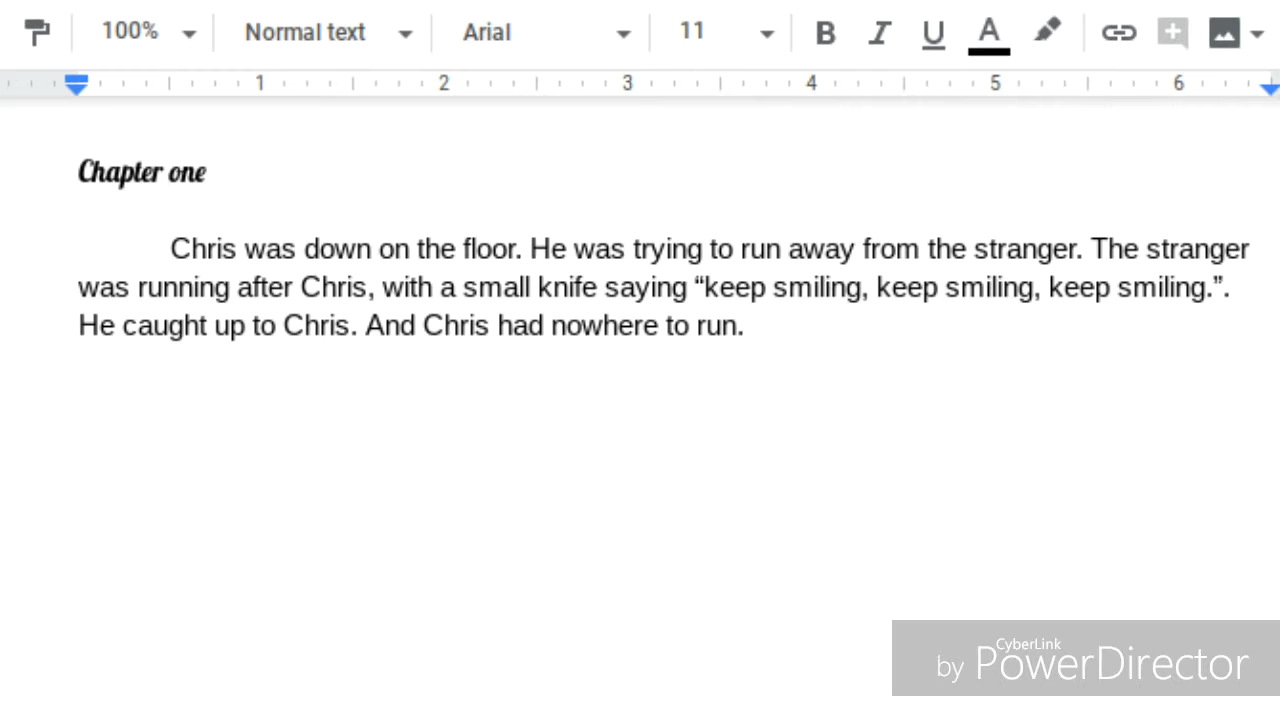 100% Normal text Arial 11 B I U A
1 2 3 4 5 6
Chapter one
Chris was down on the floor. He was trying to run away from the stranger. The stranger
was running after Chris, with a small knife saying “keep smiling, keep smiling, keep smiling.”.
He caught up to Chris. And Chris had nowhere to run.
CyberLink
by PowerDirector